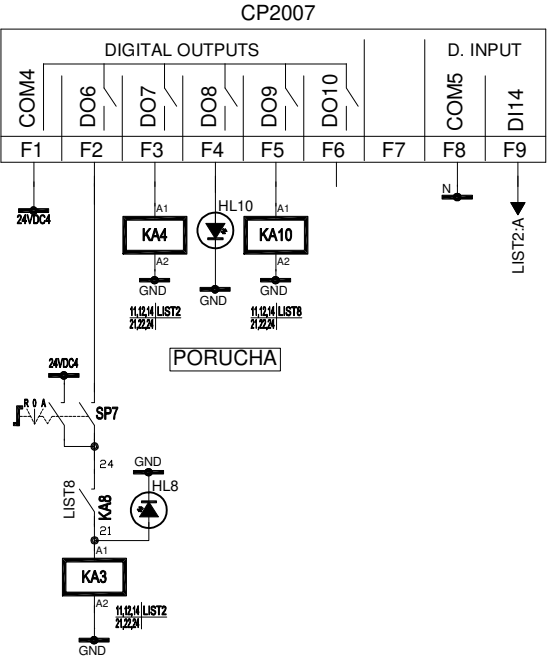 CP2007
DIGITAL OUTPUTS
D. INPUT
COM4
DO6
DO7
DO8
DO9
DO10
COM5
DI14
F1
F2
F3
F4
F5
F6
F7
F8
F9
24VDC4
A1
KA4
A2
GND
11,12,14 LIST2
21,22,24
HL10
GND
A1
KA10
A2
GND
11,12,14 LIST8
21,22,24
N
LIST2:A
PORUCHA
24VDC4
R 0 A
SP7
24
LIST8
KA8
21
GND
HL8
A1
KA3
A2
11,12,14 LIST2
21,22,24
GND